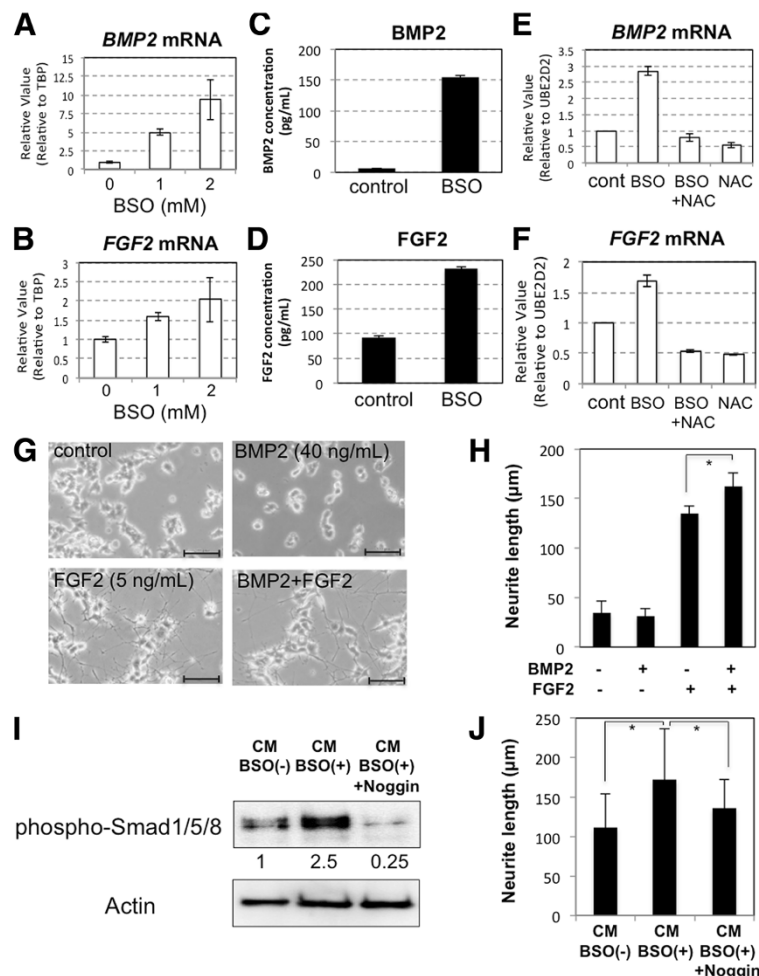 A
BMP2 mRNA
Relative Vlalue
(Relative to TBP)
15
12.5
10
7.5
5
2.5
0
0 1 2
BSO (mM)
B
FGF2 mRNA
Relative Value
(Relative to TBP)
3
2.5
2
1.5
1
0.5
0
0 1 2
BSO (mM)
C
BMP2
BMP2 concentration
(pg/mL)
200
150
100
50
0
control BSO
D
FGF2
FGF2 concentration
(pg/mL)
250
200
150
100
50
0
control BSO
E
BMP2 mRNA
Relative Value
(Relative to UBE2D2)
3.5
3
2.5
2
1.5
1
0.5
0
cont BSO BSO NAC
+NAC
F
FGF2 mRNA
Relative Value
(Relative to UBE2D2)
2
1.5
1
0.5
0
cont BSO BSO NAC
+NAC
G
control
BMP2 (40 ng/mL)
FGF2 (5 ng/mL)
BMP2+FGF2
H
Neurite length (µm)
200
150
100
50
0
*
BMP2 - + - +
FGF2 - - + +
I
CM CM CM
BSO(-) BSO(+) BSO(+)
+Noggin
phospho-Smad1/5/8
1 2.5 0.25
Actin
J
Neurite length (µm)
250
200
150
100
50
0
* *
CM CM CM
BSO(-) BSO(+) BSO(+)
+Noggin